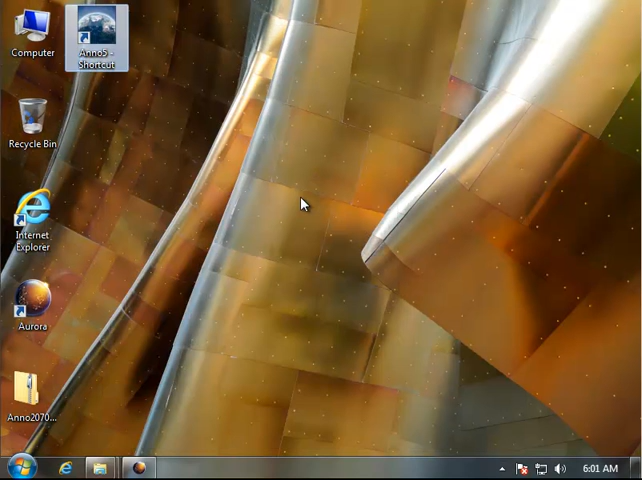 Computer
Anno5 -
Shortcut
Recycle Bin
Internet
Explorer
Aurora
Anno2070...
6:01 AM